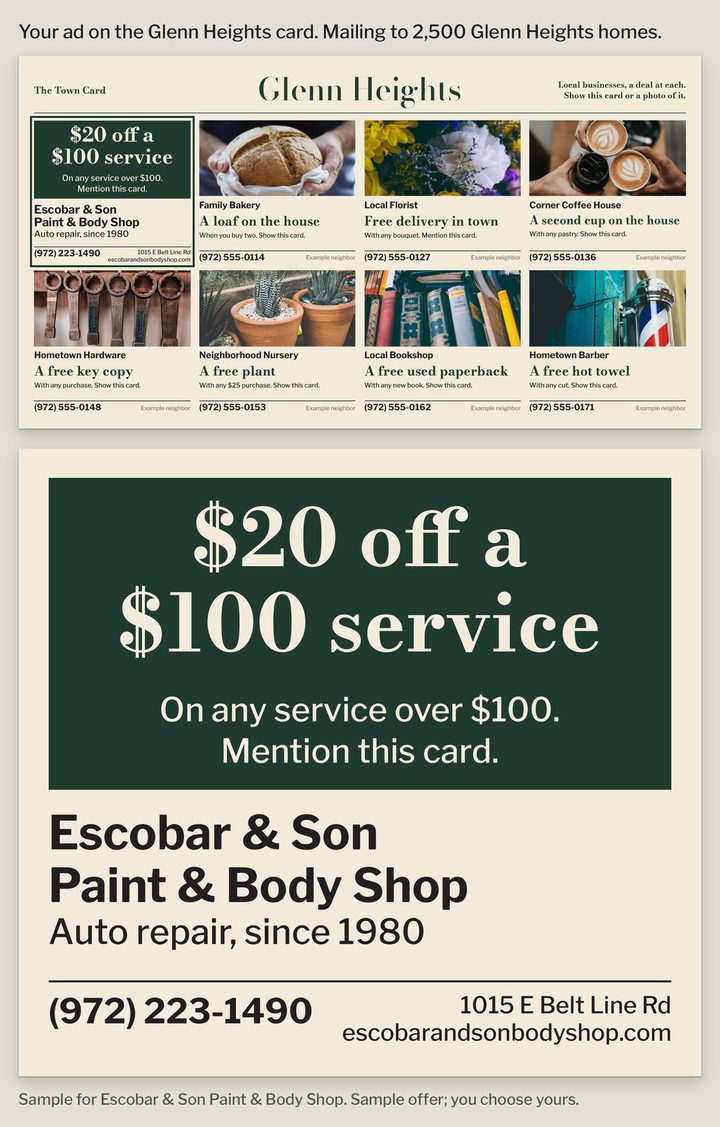 Your ad on the Glenn Heights card. Mailing to 2,500 Glenn Heights homes.
The Town Card
Glenn Heights
Local businesses, a deal at each.
Show this card or a photo of it.
$20 off a
$100 service
On any service over $100.
Mention this card.
Escobar & Son
Paint & Body Shop
Auto repair, since 1980
(972) 223-1490
1015 E Belt Line Rd
escobarandsonbodyshop.com
Family Bakery
A loaf on the house
When you buy two. Show this card.
(972) 555-0114
Example neighbor
Local Florist
Free delivery in town
With any bouquet. Mention this card.
(972) 555-0127
Example neighbor
Corner Coffee House
A second cup on the house
With any pastry. Show this card.
(972) 555-0136
Example neighbor
Hometown Hardware
A free key copy
With any purchase. Show this card.
(972) 555-0148
Example neighbor
Neighborhood Nursery
A free plant
With any $25 purchase. Show this card.
(972) 555-0153
Example neighbor
Local Bookshop
A free used paperback
With any new book. Show this card.
(972) 555-0162
Example neighbor
Hometown Barber
A free hot towel
With any cut. Show this card.
(972) 555-0171
Example neighbor
$20 off a
$100 service
On any service over $100.
Mention this card.
Escobar & Son
Paint & Body Shop
Auto repair, since 1980
(972) 223-1490
1015 E Belt Line Rd
escobarandsonbodyshop.com
Sample for Escobar & Son Paint & Body Shop. Sample offer; you choose yours.